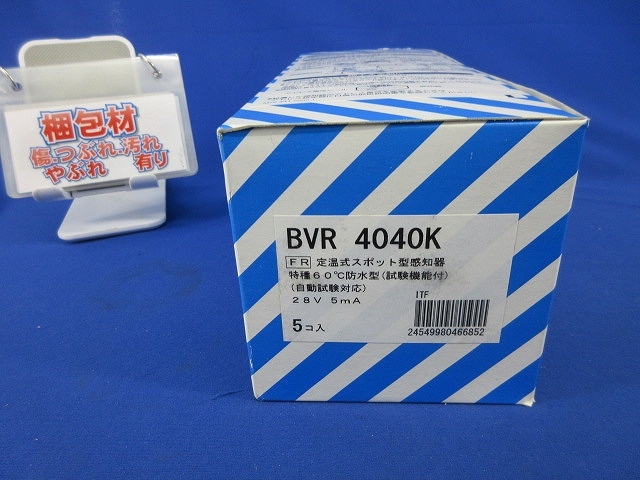 梱包材
傷.つぶれ.汚れ
やぶれ 有り
BVR 4040K
FR 定温式スポット型感知器
特種60℃防水型(試験機能付)
(自動試験対応)
28V 5mA
ITF
5コ入
24549980466852